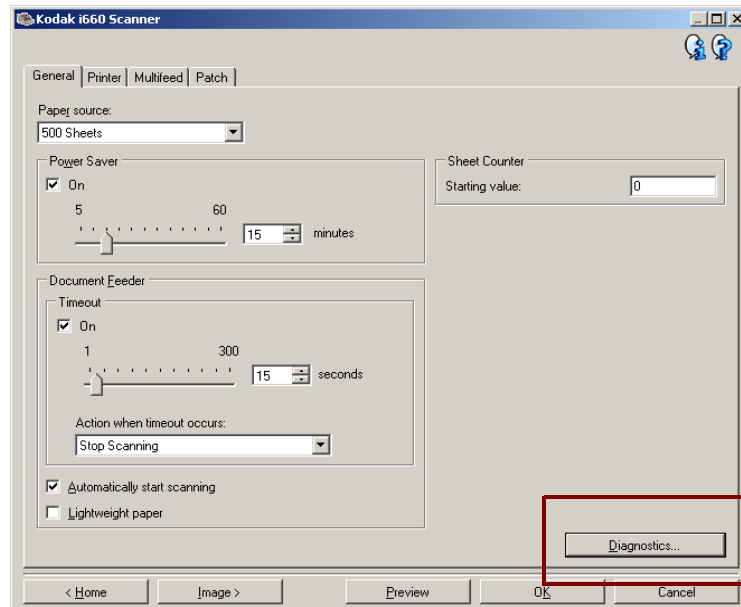 Kodak i660 Scanner
General Printer Multifeed Patch
Paper source:
500 Sheets
Power Saver
On
5 60
15 minutes
Sheet Counter
Starting value: 0
Document Feeder
Timeout
On
1 300
15 seconds
Action when timeout occurs:
Stop Scanning
Automatically start scanning
Lightweight paper
Diagnostics...
< Home Image > Preview OK Cancel